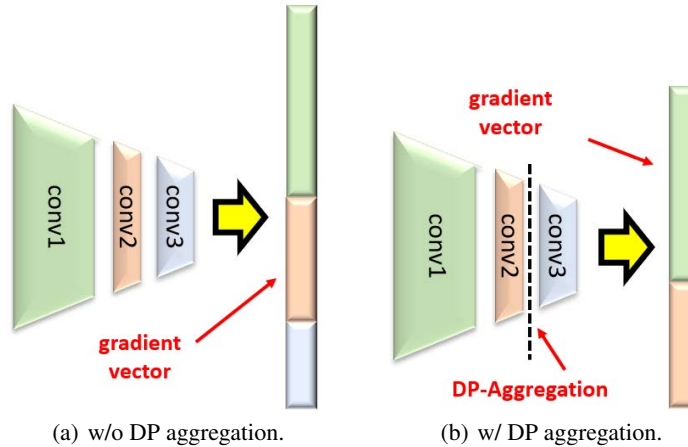 conv1
conv2
conv3
gradient
vector
(a) w/o DP aggregation.
gradient
vector
conv1
conv2
conv3
DP-Aggregation
(b) w/ DP aggregation.